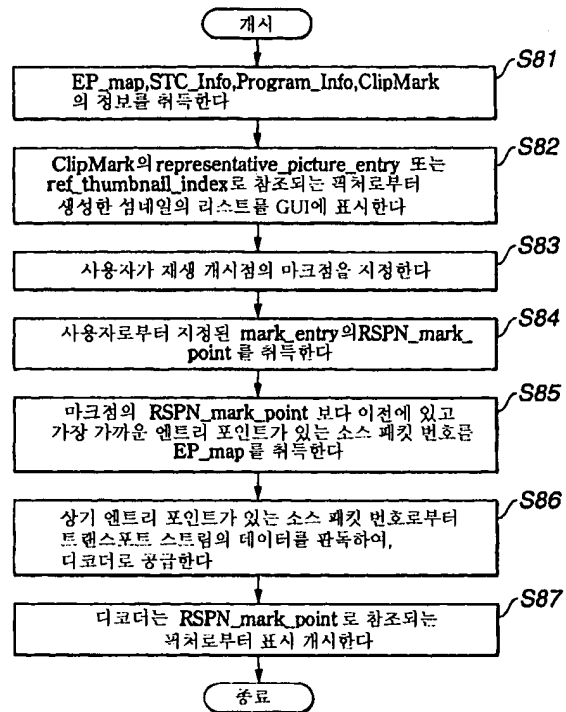 개시
S81
EP_map,STC_Info,Program_Info,ClipMark
의 정보를 취득한다
S82
ClipMark의 representative_picture_entry 또는
ref_thumbnail_index로 참조되는 픽처로부터
생성한 섬네일의 리스트를 GUI에 표시한다
S83
사용자가 재생 개시점의 마크점을 지정한다
S84
사용자로부터 지정된 mark_entry의RSPN_mark_
point 를 취득한다
S85
마크점의 RSPN_mark_point 보다 이전에 있고
가장 가까운 엔트리 포인트가 있는 소스 패킷 번호를
EP_map 를 취득한다
S86
상기 엔트리 포인트가 있는 소스 패킷 번호로부터
트랜스포트 스트림의 데이터를 판독하여,
디코더로 공급한다
S87
디코더는 RSPN_mark_point 로 참조되는
픽처로부터 표시 개시한다
종료